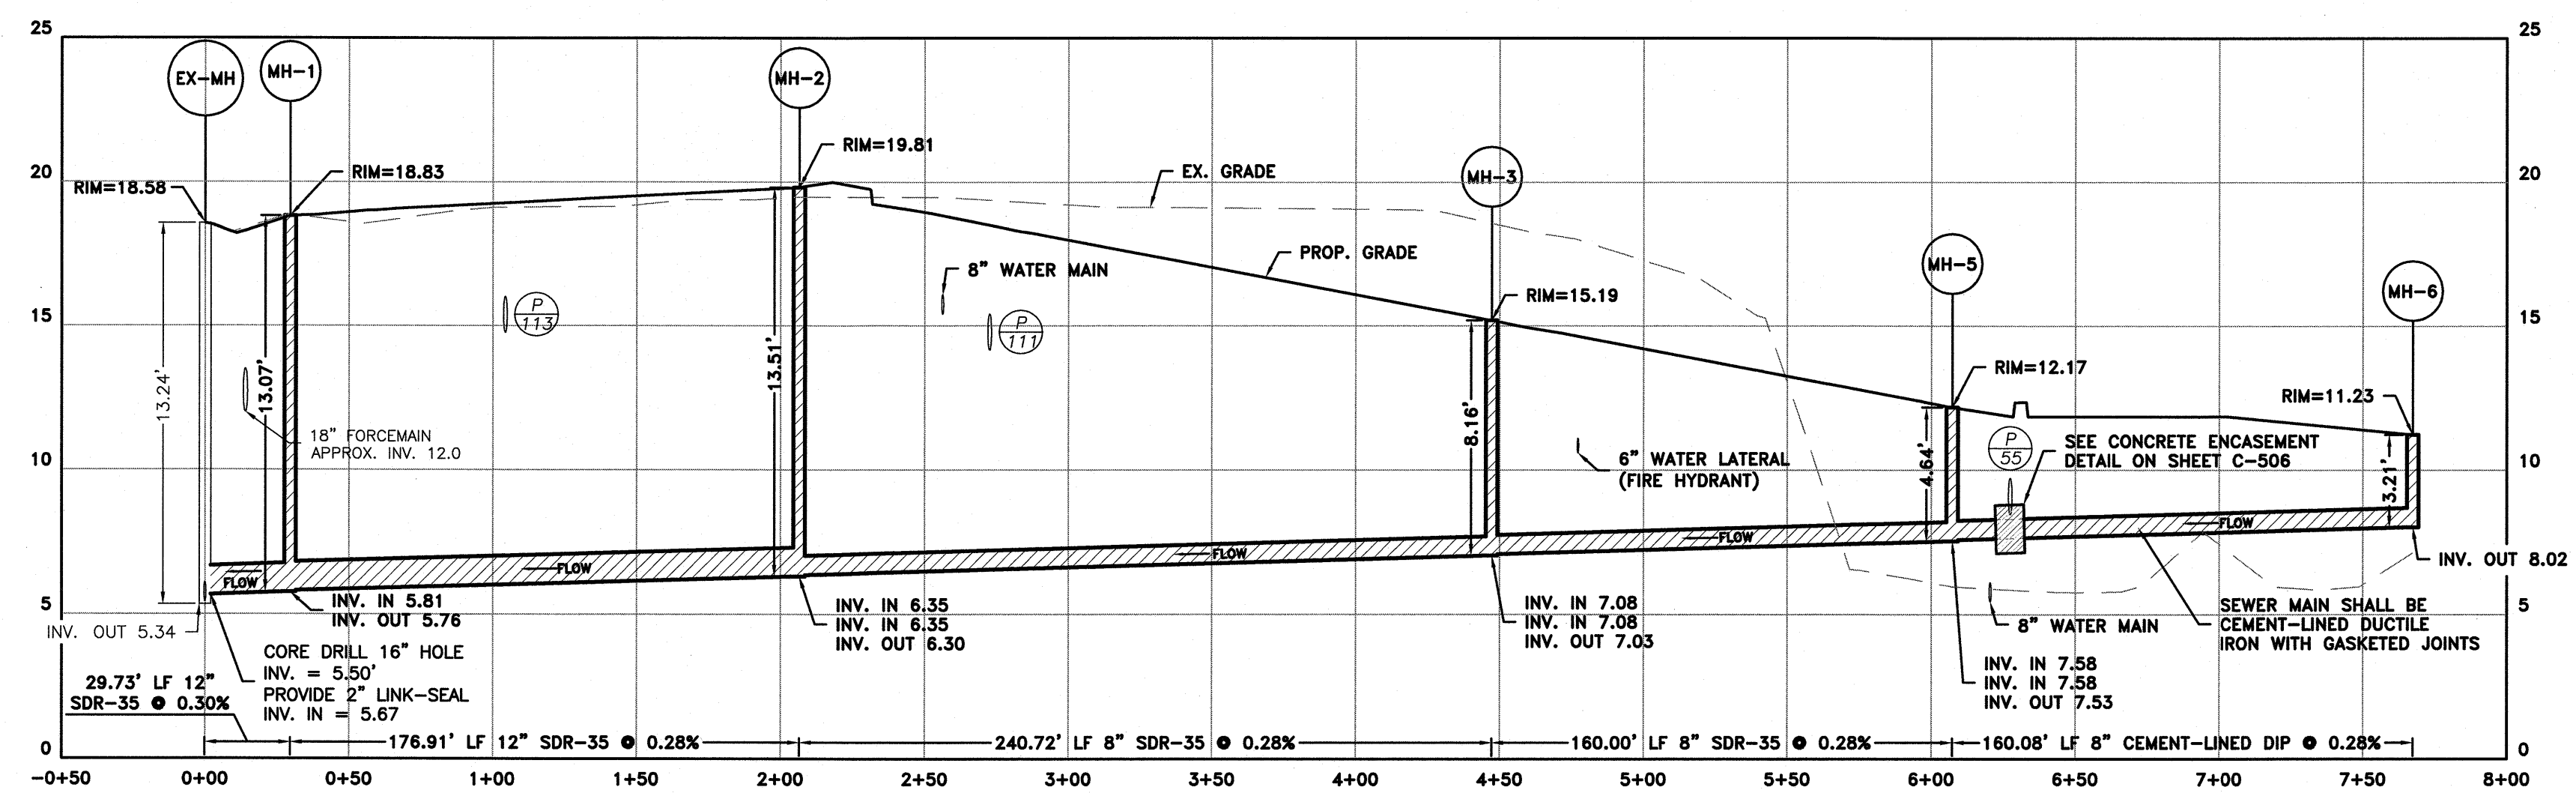 25
25
EX-MH
MH-1
MH-2
RIM=19.81
RIM=18.58
RIM=18.83
20
EX. GRADE
MH-3
20
PROP. GRADE
8" WATER MAIN
MH-5
MH-6
RIM=15.19
P
113
P
111
15
15
13.24'
13.07'
13.51'
8.16'
RIM=12.17
RIM=11.23
18" FORCEMAIN
APPROX. INV. 12.0
10
6" WATER LATERAL
(FIRE HYDRANT)
4.64'
P
55
SEE CONCRETE ENCASEMENT
DETAIL ON SHEET C-506
3.21'
10
FLOW
FLOW
FLOW
FLOW
FLOW
INV. OUT 8.02
5
INV. OUT 5.34
INV. IN 5.81
INV. OUT 5.76
INV. IN 6.35
INV. IN 6.35
INV. OUT 6.30
INV. IN 7.08
INV. IN 7.08
INV. OUT 7.03
8" WATER MAIN
SEWER MAIN SHALL BE
CEMENT-LINED DUCTILE
IRON WITH GASKETED JOINTS
5
CORE DRILL 16" HOLE
INV. = 5.50'
PROVIDE 2" LINK-SEAL
INV. IN = 5.67
INV. IN 7.58
INV. IN 7.58
INV. OUT 7.53
29.73' LF 12"
SDR-35 @ 0.30%
0
176.91' LF 12" SDR-35 @ 0.28%
240.72' LF 8" SDR-35 @ 0.28%
160.00' LF 8" SDR-35 @ 0.28%
160.08' LF 8" CEMENT-LINED DIP @ 0.28%
0
-0+50 0+00 0+50 1+00 1+50 2+00 2+50 3+00 3+50 4+00 4+50 5+00 5+50 6+00 6+50 7+00 7+50 8+00